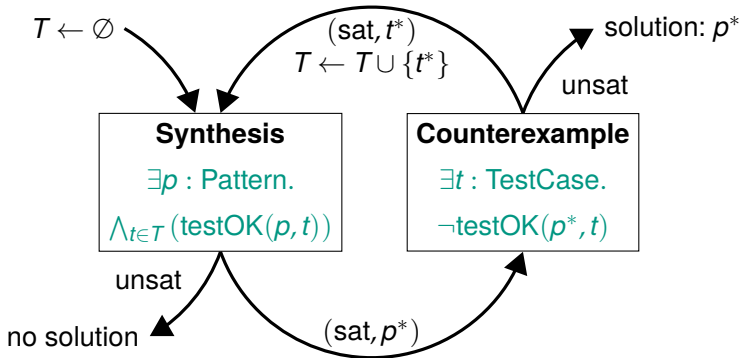 T ← ∅
(sat, t*)
T ← T ∪ {t*}
solution: p*
unsat
Synthesis
∃p : Pattern.
⋀t∈T (testOK(p, t))
Counterexample
∃t : TestCase.
¬testOK(p*, t)
unsat
no solution
(sat, p*)